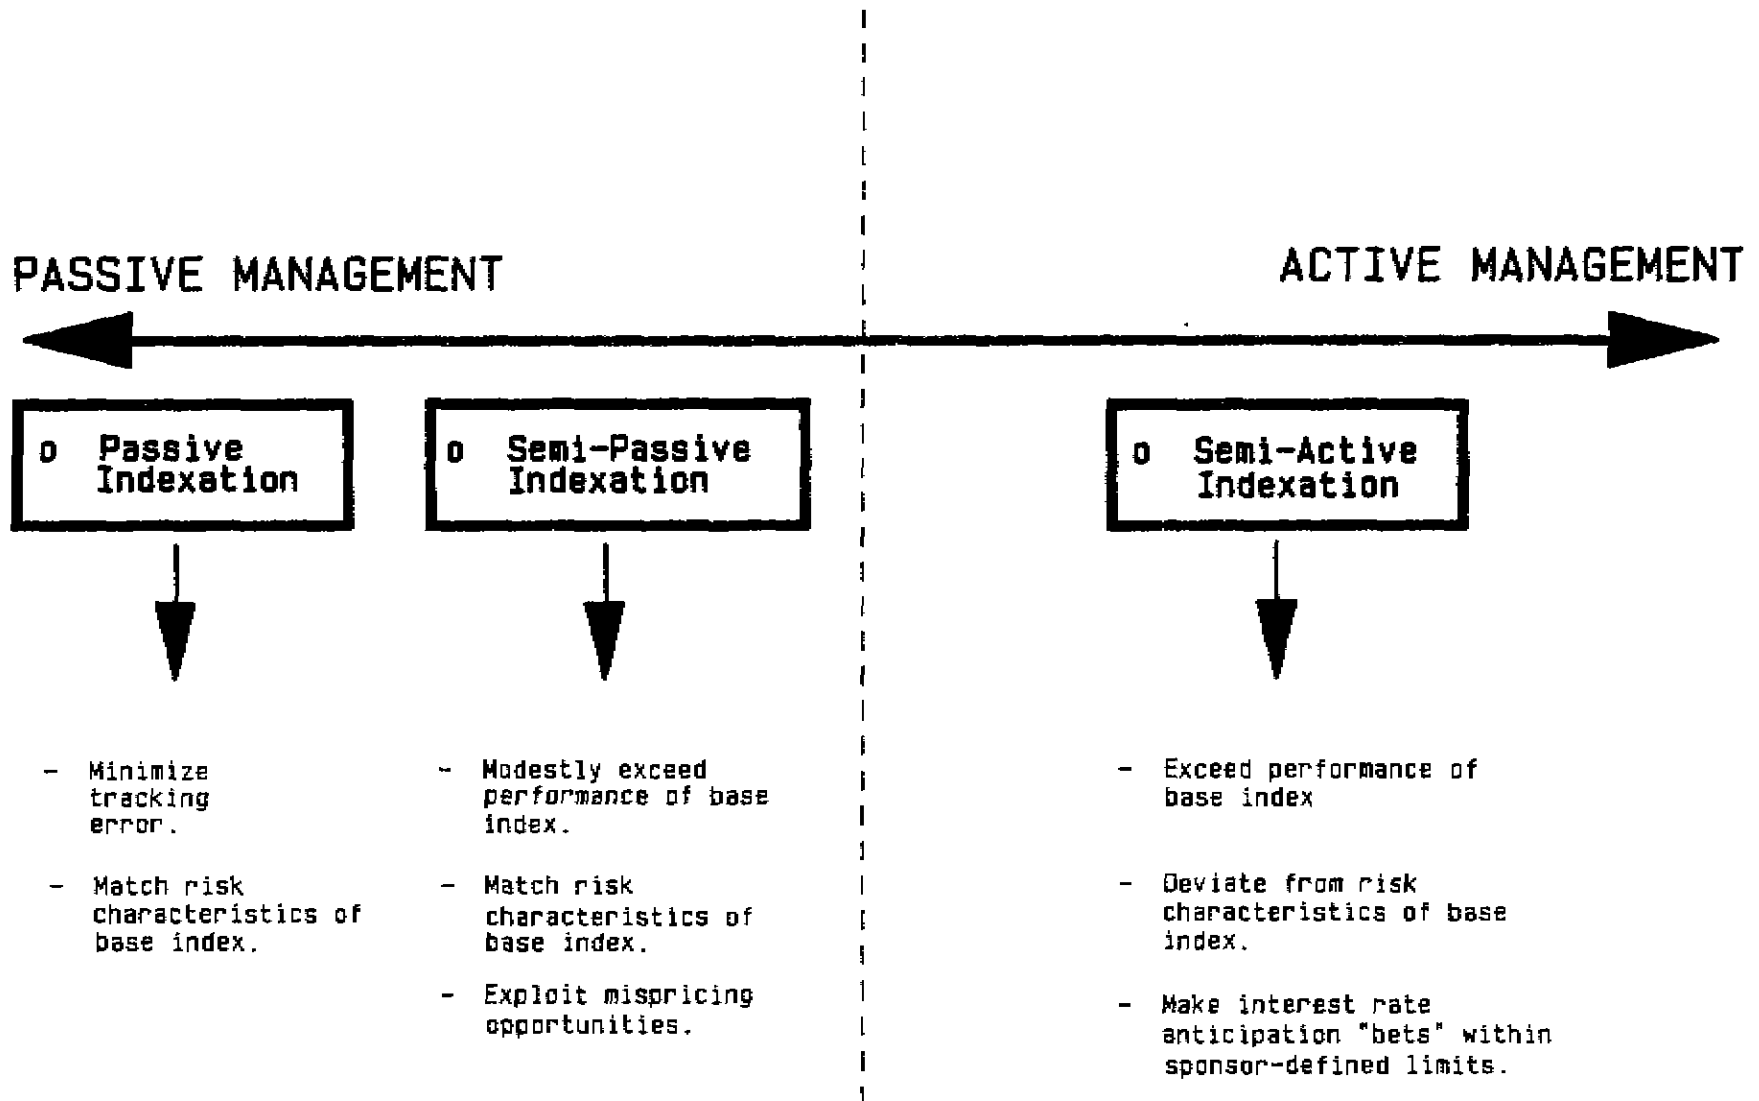 PASSIVE MANAGEMENT
ACTIVE MANAGEMENT
o Passive
Indexation
o Semi-Passive
Indexation
o Semi-Active
Indexation
- Minimize
tracking
error.
- Match risk
characteristics of
base index.
- Modestly exceed
performance of base
index.
- Match risk
characteristics of
base index.
- Exploit mispricing
opportunities.
- Exceed performance of
base index
- Deviate from risk
characteristics of base
index.
- Make interest rate
anticipation "bets" within
sponsor-defined limits.